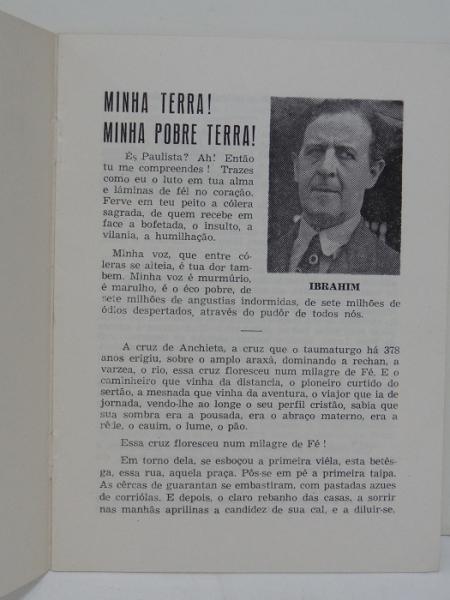 MINHA TERRA!
MINHA POBRE TERRA!
És Paulista? Ah! Então
tu me compreendes! Trazes
como eu o luto em tua alma
e láminas de fél no coração.
Ferve em teu peito a cólera
sagrada, de quem recebe em
face a bofetada, o insulto, a
vilania, a humilhação.
Minha voz, que entre có-
leras se alteia, é tua dor tam-
bem. Minha voz é murmúrio,
é marulho, é o éco pobre, de
sete milhões de angustias indormidas, de sete milhões de
ódios despertados, através do pudôr de todos nós.
IBRAHIM
A cruz de Anchieta, a cruz que o taumaturgo há 378
anos erigiu, sobre o amplo araxá, dominando a rechan, a
varzea, o rio, essa cruz floresceu num milagre de Fé. E o
caminheiro que vinha da distancia, o pioneiro curtido do
sertão, a mesnada que vinha da aventura, o viajor que ia de
jornada, vendo-lhe ao longe o seu perfil cristão, sabia que
sua sombra era a pousada, era o abraço materno, era a
rêde, o cauim, o lume, o pão.
Essa cruz floresceu num milagre de Fé!
Em torno dela, se esboçou a primeira viéla, esta betês-
ga, essa rua, aquela praça. Pôs-se em pé a primeira taipa.
As cêrcas de guarantan se embastiram, com pastadas azues
de corriólas. E depois, o claro rebanho das casas, a sorrir
nas manhãs aprilinas a candidez de sua cal, e a diluir-se,